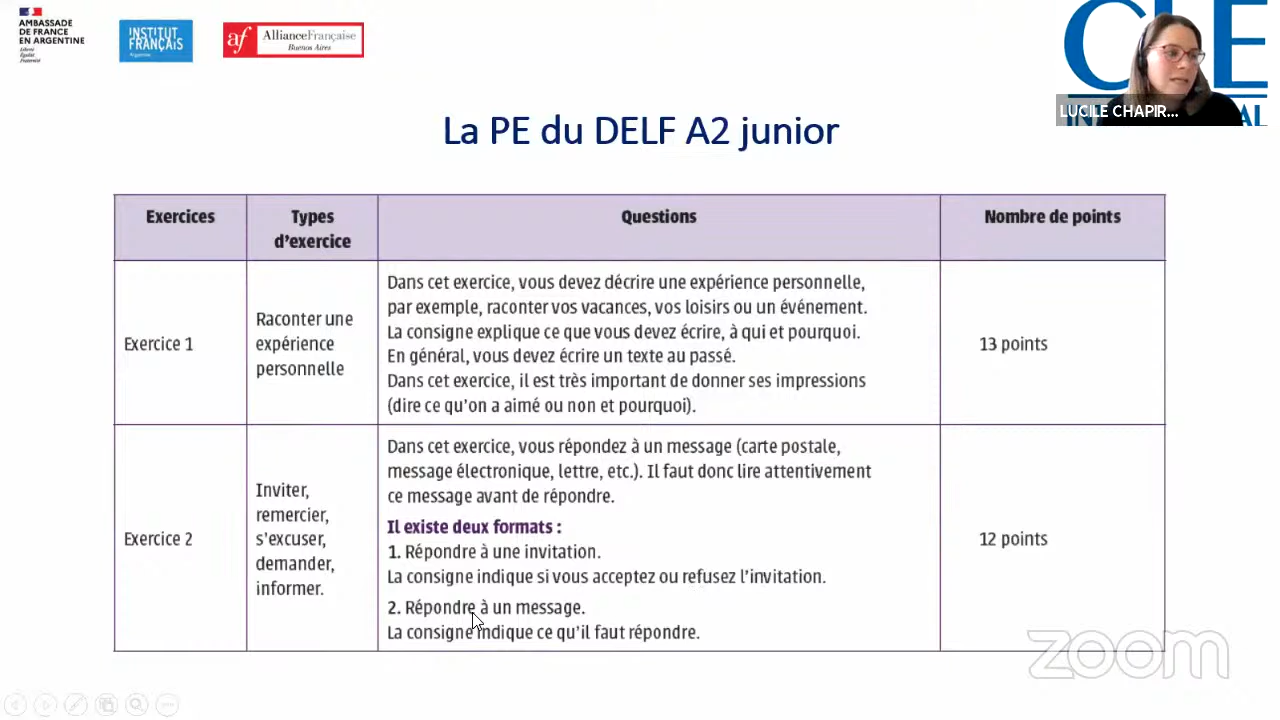 AMBASSADE
DE FRANCE
EN ARGENTINE
Liberté
Égalité
Fraternité
INSTITUT
FRANÇAIS
Argentine
af AllianceFrançaise
Buenos Aires
LUCILE CHAPIR...
La PE du DELF A2 junior
Exercices
Types
d'exercice
Questions
Nombre de points
Exercice 1
Raconter une
expérience
personnelle
Dans cet exercice, vous devez décrire une expérience personnelle,
par exemple, raconter vos vacances, vos loisirs ou un événement.
La consigne explique ce que vous devez écrire, à qui et pourquoi.
En général, vous devez écrire un texte au passé.
Dans cet exercice, il est très important de donner ses impressions
(dire ce qu'on a aimé ou non et pourquoi).
13 points
Exercice 2
Inviter,
remercier,
s'excuser,
demander,
informer.
Dans cet exercice, vous répondez à un message (carte postale,
message électronique, lettre, etc.). Il faut donc lire attentivement
ce message avant de répondre.
Il existe deux formats :
1. Répondre à une invitation.
La consigne indique si vous acceptez ou refusez l'invitation.
2. Répondre à un message.
La consigne indique ce qu'il faut répondre.
12 points
zoom